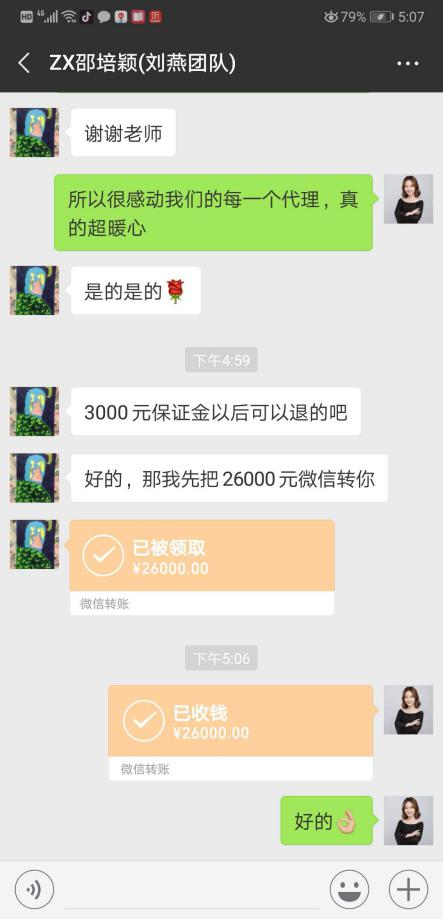 HD 4G 79% 5:07
ZX邵培颖(刘燕团队)
谢谢老师
所以很感动我们的每一个代理，真
的超暖心
是的是的
下午4:59
3000元保证金以后可以退的吧
好的，那我先把26000元微信转你
已被领取
¥26000.00
微信转账
下午5:06
已收钱
¥26000.00
微信转账
好的